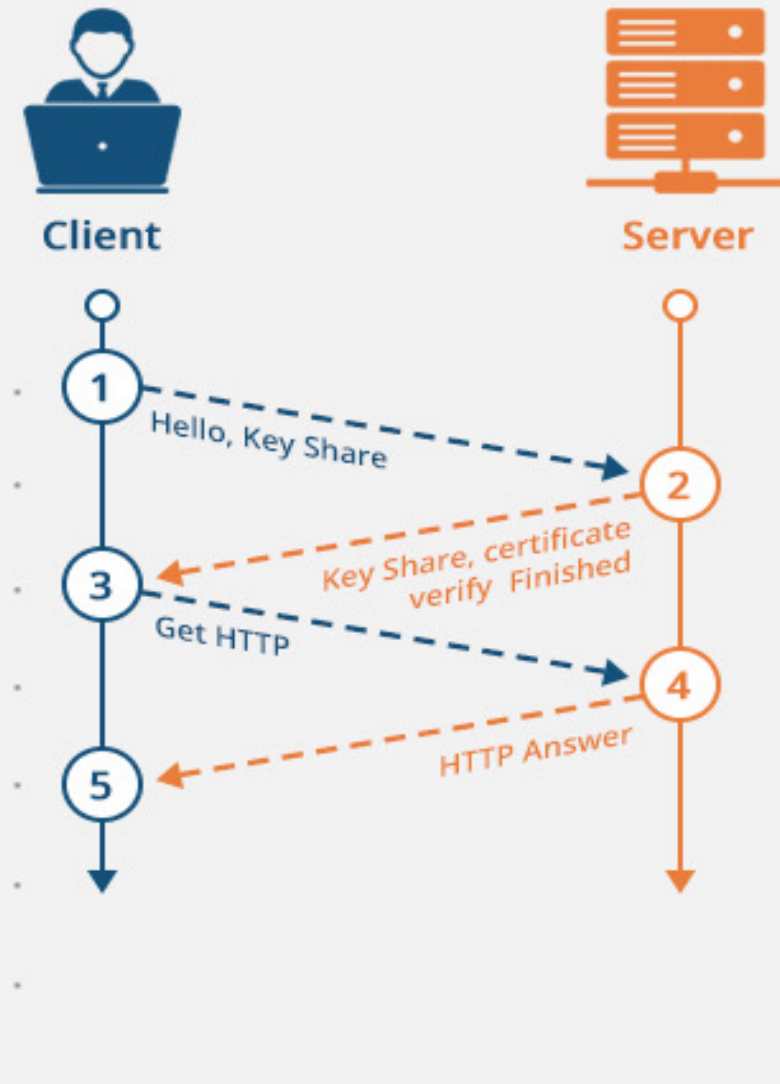 Client
Server
1
Hello, Key Share
2
Key Share, certificate
verify Finished
3
Get HTTP
4
HTTP Answer
5